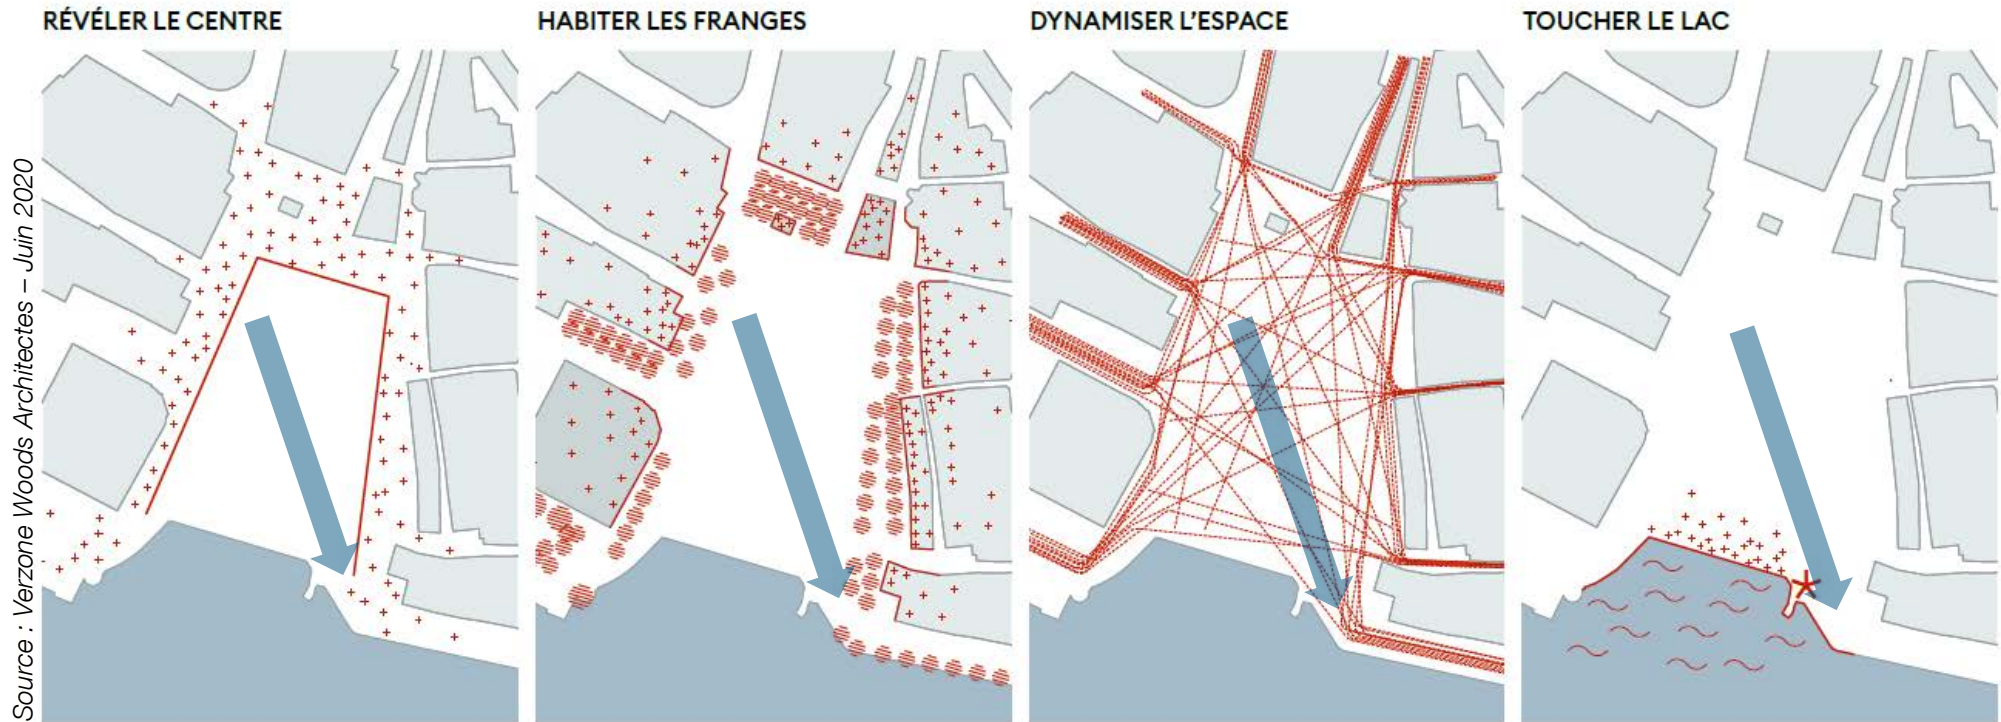 RÉVÉLER LE CENTRE
HABITER LES FRANGES
DYNAMISER L'ESPACE
TOUCHER LE LAC
Source : Verzone Woods Architectes – Juin 2020